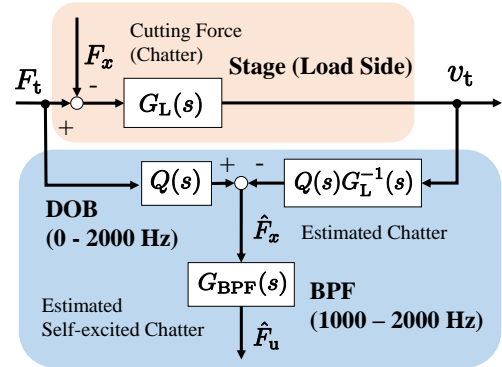 Cutting Force
(Chatter)
F_x
-
Stage (Load Side)
F_t
v_t
G_L(s)
+
+
-
Q(s)
Q(s)G_L^{-1}(s)
DOB
(0 - 2000 Hz)
F̂_x
Estimated Chatter
G_BPF(s)
BPF
(1000 – 2000 Hz)
Estimated
Self-excited Chatter
F̂_u